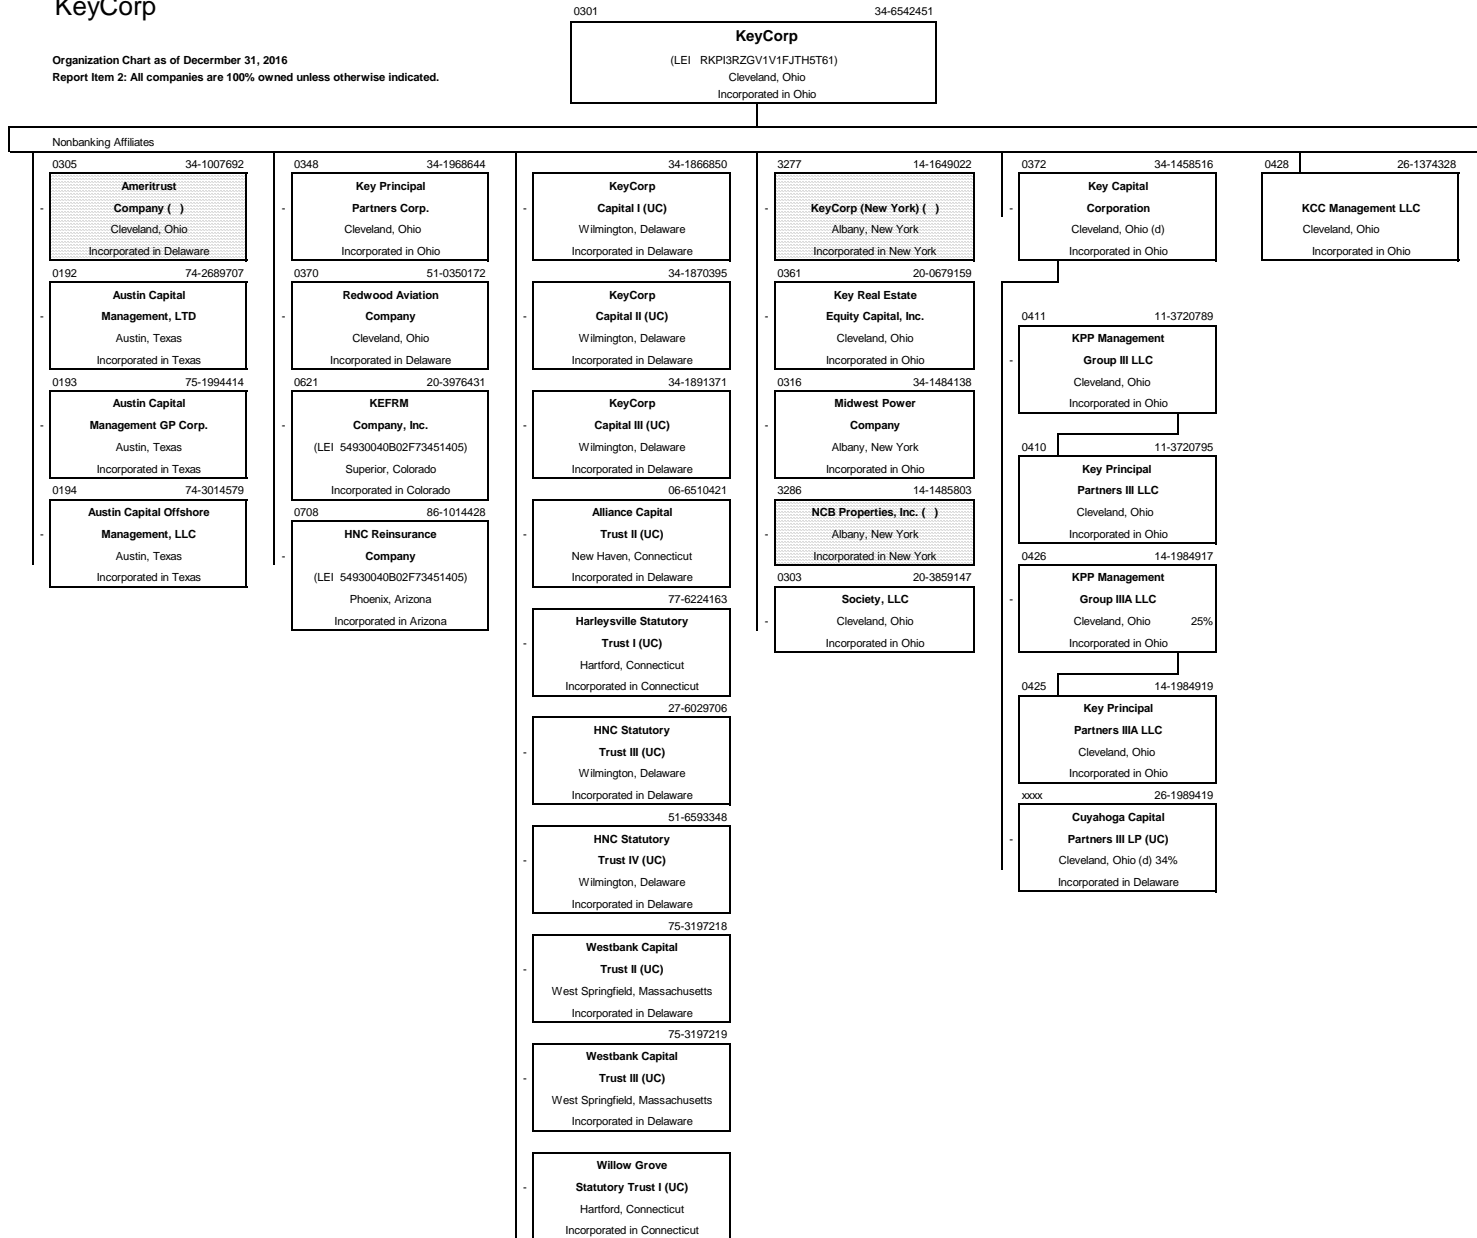 KeyCorp
Organization Chart as of Decermber 31, 2016
Report Item 2: All companies are 100% owned unless otherwise indicated.
0301 34-6542451
KeyCorp
(LEI RKPI3RZGV1V1FJTH5T61)
Cleveland, Ohio
Incorporated in Ohio
Nonbanking Affiliates
0305 34-1007692
Ameritrust
- Company ( )
Cleveland, Ohio
Incorporated in Delaware
0192 74-2689707
Austin Capital
- Management, LTD
Austin, Texas
Incorporated in Texas
0193 75-1994414
Austin Capital
- Management GP Corp.
Austin, Texas
Incorporated in Texas
0194 74-3014579
Austin Capital Offshore
- Management, LLC
Austin, Texas
Incorporated in Texas
0348 34-1968644
Key Principal
- Partners Corp.
Cleveland, Ohio
Incorporated in Ohio
0370 51-0350172
Redwood Aviation
- Company
Cleveland, Ohio
Incorporated in Delaware
0621 20-3976431
KEFRM
- Company, Inc.
(LEI 54930040B02F73451405)
Superior, Colorado
Incorporated in Colorado
0708 86-1014428
HNC Reinsurance
- Company
(LEI 54930040B02F73451405)
Phoenix, Arizona
Incorporated in Arizona
34-1866850
KeyCorp
- Capital I (UC)
Wilmington, Delaware
Incorporated in Delaware
34-1870395
KeyCorp
- Capital II (UC)
Wilmington, Delaware
Incorporated in Delaware
34-1891371
KeyCorp
- Capital III (UC)
Wilmington, Delaware
Incorporated in Delaware
06-6510421
Alliance Capital
- Trust II (UC)
New Haven, Connecticut
Incorporated in Delaware
77-6224163
Harleysville Statutory
- Trust I (UC)
Hartford, Connecticut
Incorporated in Connecticut
27-6029706
HNC Statutory
- Trust III (UC)
Wilmington, Delaware
Incorporated in Delaware
51-6593348
HNC Statutory
- Trust IV (UC)
Wilmington, Delaware
Incorporated in Delaware
75-3197218
Westbank Capital
- Trust II (UC)
West Springfield, Massachusetts
Incorporated in Delaware
75-3197219
Westbank Capital
- Trust III (UC)
West Springfield, Massachusetts
Incorporated in Delaware
Willow Grove
- Statutory Trust I (UC)
Hartford, Connecticut
Incorporated in Connecticut
3277 14-1649022
- KeyCorp (New York) ( )
Albany, New York
Incorporated in New York
0361 20-0679159
Key Real Estate
- Equity Capital, Inc.
Cleveland, Ohio
Incorporated in Ohio
0316 34-1484138
Midwest Power
- Company
Albany, New York
Incorporated in Ohio
3286 14-1485803
NCB Properties, Inc. ( )
- Albany, New York
Incorporated in New York
0303 20-3859147
Society, LLC
- Cleveland, Ohio
Incorporated in Ohio
0372 34-1458516
Key Capital
- Corporation
Cleveland, Ohio (d)
Incorporated in Ohio
0411 11-3720789
KPP Management
- Group III LLC
Cleveland, Ohio
Incorporated in Ohio
0410 11-3720795
Key Principal
Partners III LLC
Cleveland, Ohio
Incorporated in Ohio
0426 14-1984917
KPP Management
- Group IIIA LLC
Cleveland, Ohio 25%
Incorporated in Ohio
0425 14-1984919
Key Principal
Partners IIIA LLC
Cleveland, Ohio
Incorporated in Ohio
xxxx 26-1989419
Cuyahoga Capital
- Partners III LP (UC)
Cleveland, Ohio (d) 34%
Incorporated in Delaware
0428 26-1374328
KCC Management LLC
Cleveland, Ohio
Incorporated in Ohio